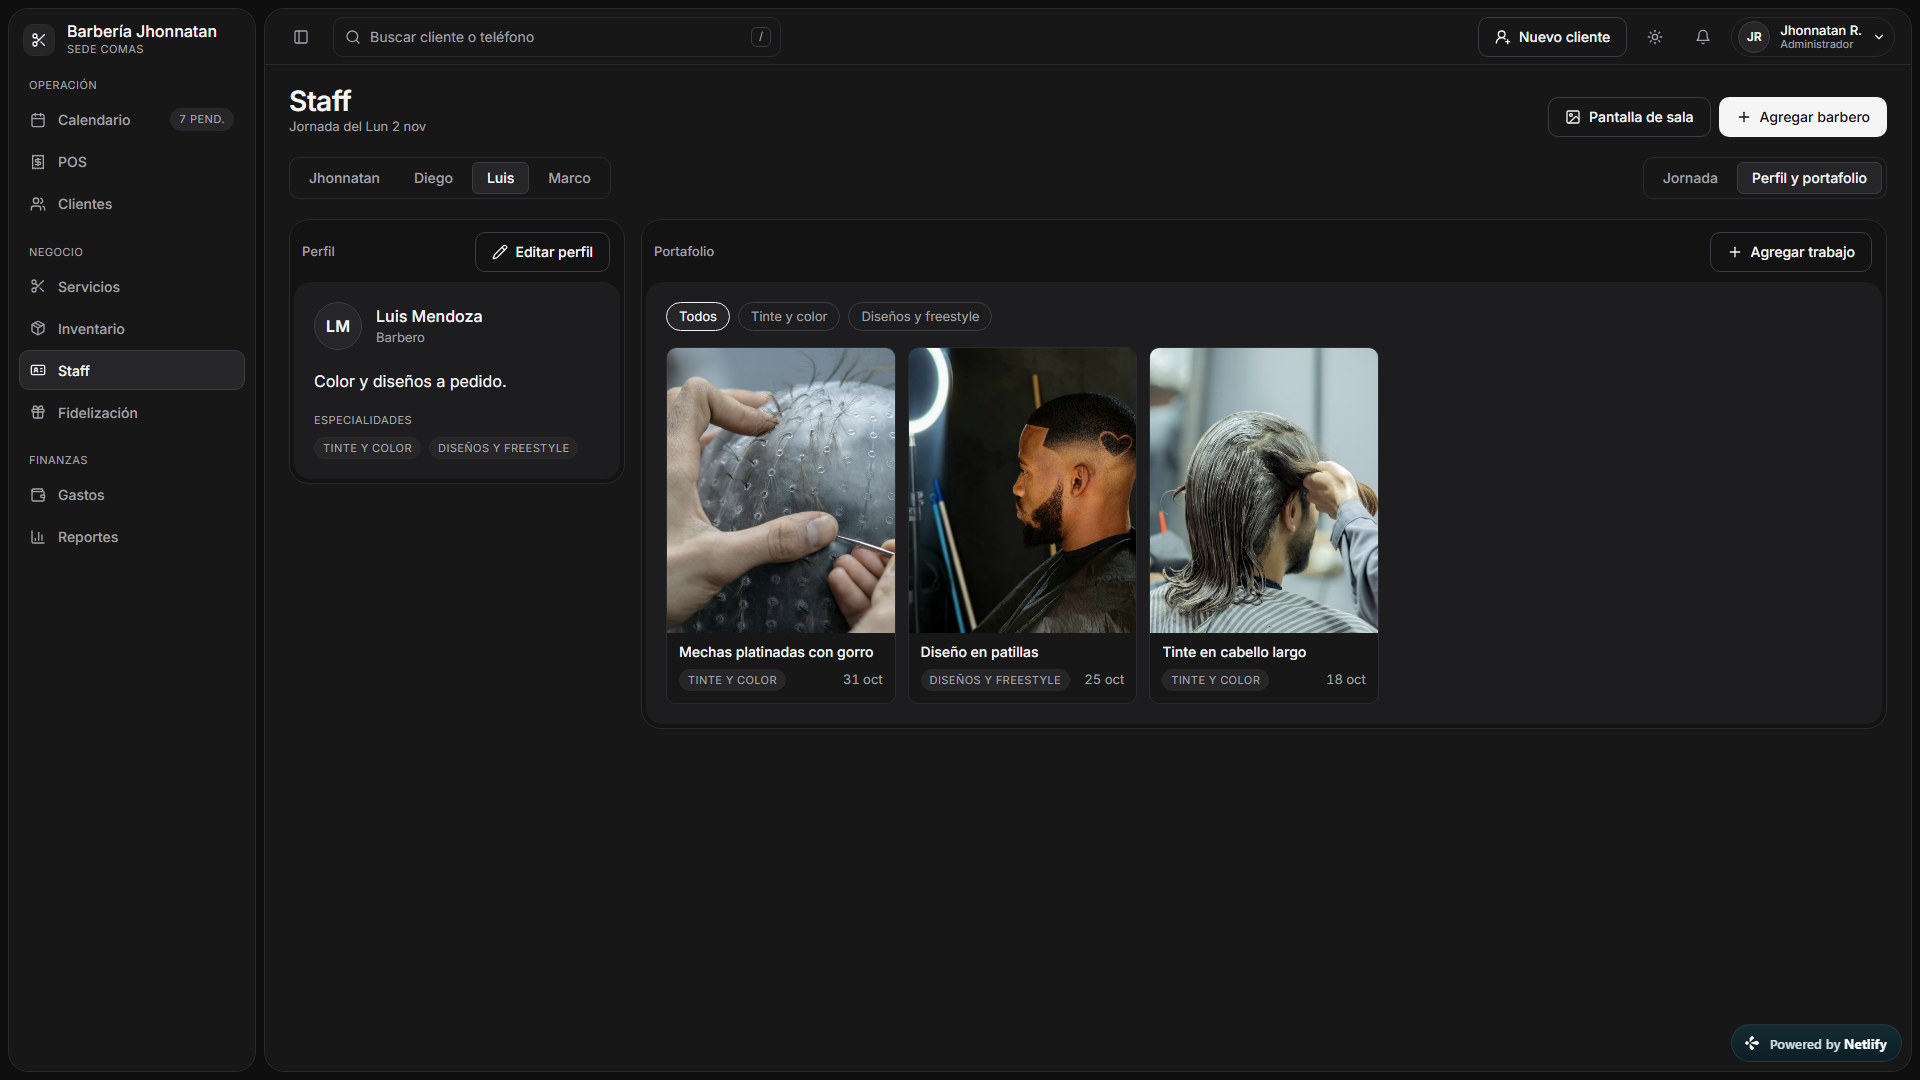 Barbería Jhonnatan
SEDE COMAS
OPERACIÓN
Calendario
7 PEND.
POS
Clientes
NEGOCIO
Servicios
Inventario
Staff
Fidelización
FINANZAS
Gastos
Reportes
Buscar cliente o teléfono
/
Nuevo cliente
JR
Jhonnatan R.
Administrador
Staff
Jornada del Lun 2 nov
Pantalla de sala
Agregar barbero
Jhonnatan
Diego
Luis
Marco
Jornada
Perfil y portafolio
Perfil
Editar perfil
LM
Luis Mendoza
Barbero
Color y diseños a pedido.
ESPECIALIDADES
TINTE Y COLOR
DISEÑOS Y FREESTYLE
Portafolio
Agregar trabajo
Todos
Tinte y color
Diseños y freestyle
Mechas platinadas con gorro
TINTE Y COLOR
31 oct
Diseño en patillas
DISEÑOS Y FREESTYLE
25 oct
Tinte en cabello largo
TINTE Y COLOR
18 oct
Powered by Netlify